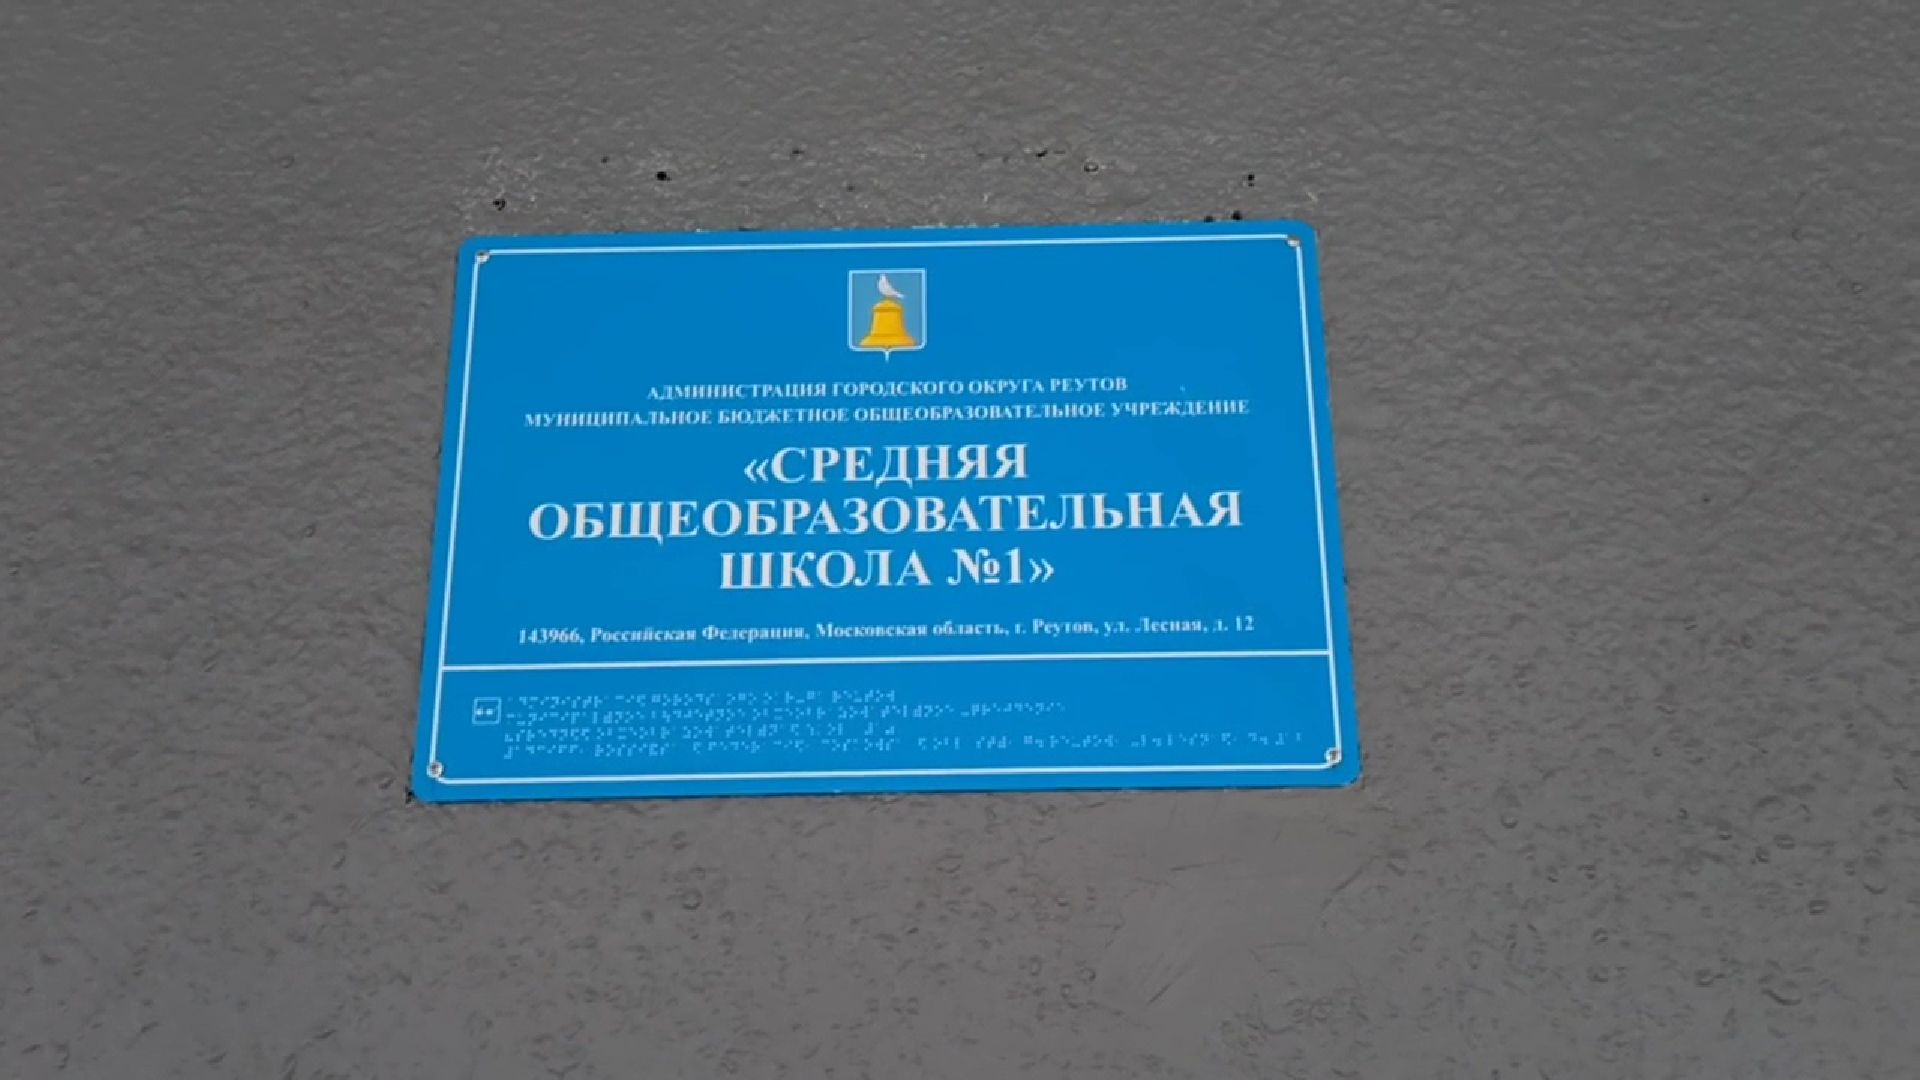 АДМИНИСТРАЦИЯ ГОРОДСКОГО ОКРУГА РЕУТОВ
МУНИЦИПАЛЬНОЕ БЮДЖЕТНОЕ ОБЩЕОБРАЗОВАТЕЛЬНОЕ УЧРЕЖДЕНИЕ
«СРЕДНЯЯ
ОБЩЕОБРАЗОВАТЕЛЬНАЯ
ШКОЛА №1»
143966, Российская Федерация, Московская область, г. Реутов, ул. Лесная, д. 12